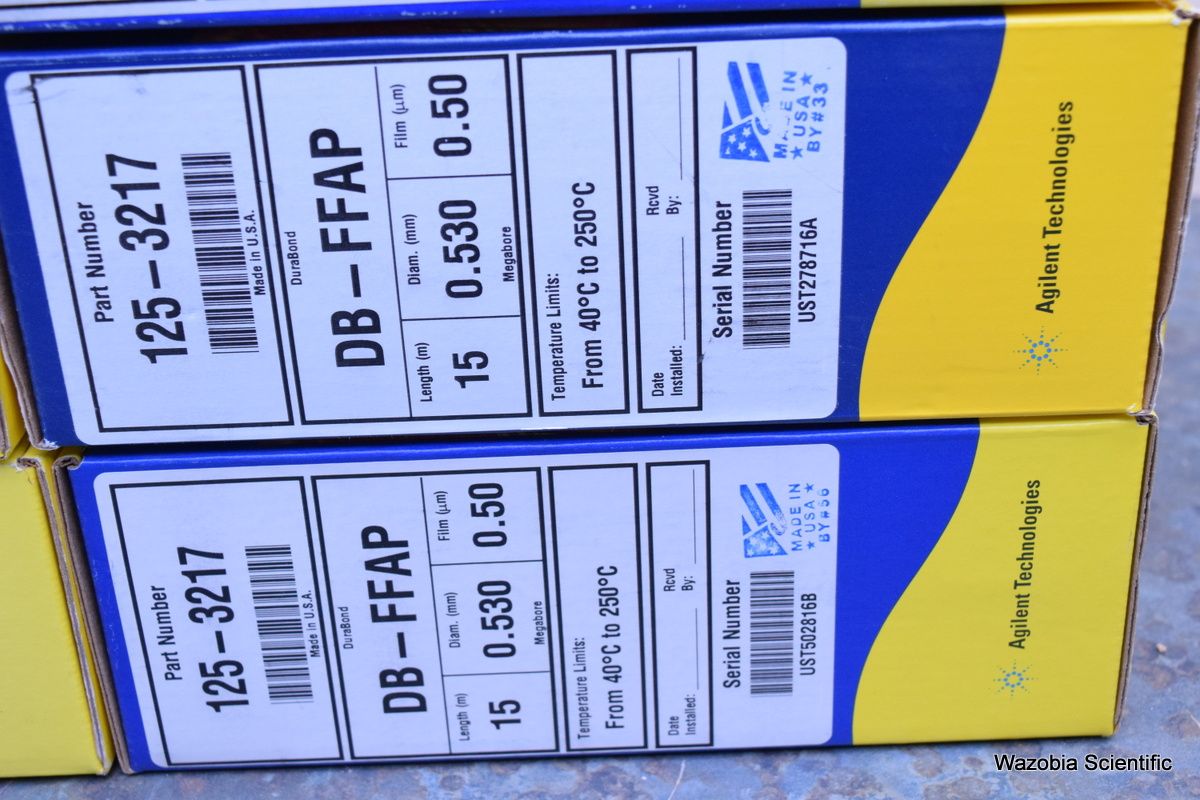 Part Number
125–3217
Made in U.S.A.
DuraBond
DB–FFAP
Length (m) Diam. (mm) Film (µm)
15 0.530 0.50
Megabore
Temperature Limits:
From 40°C to 250°C
Date Installed: Rcvd By:
Serial Number
UST278716A
MADE IN
★ USA ★
BY #33
Agilent Technologies
Part Number
125–3217
Made in U.S.A.
DuraBond
DB–FFAP
Length (m) Diam. (mm) Film (µm)
15 0.530 0.50
Megabore
Temperature Limits:
From 40°C to 250°C
Date Installed: Rcvd By:
Serial Number
UST502816B
MADE IN
★ USA ★
BY
Agilent Technologies
Wazobia Scientific